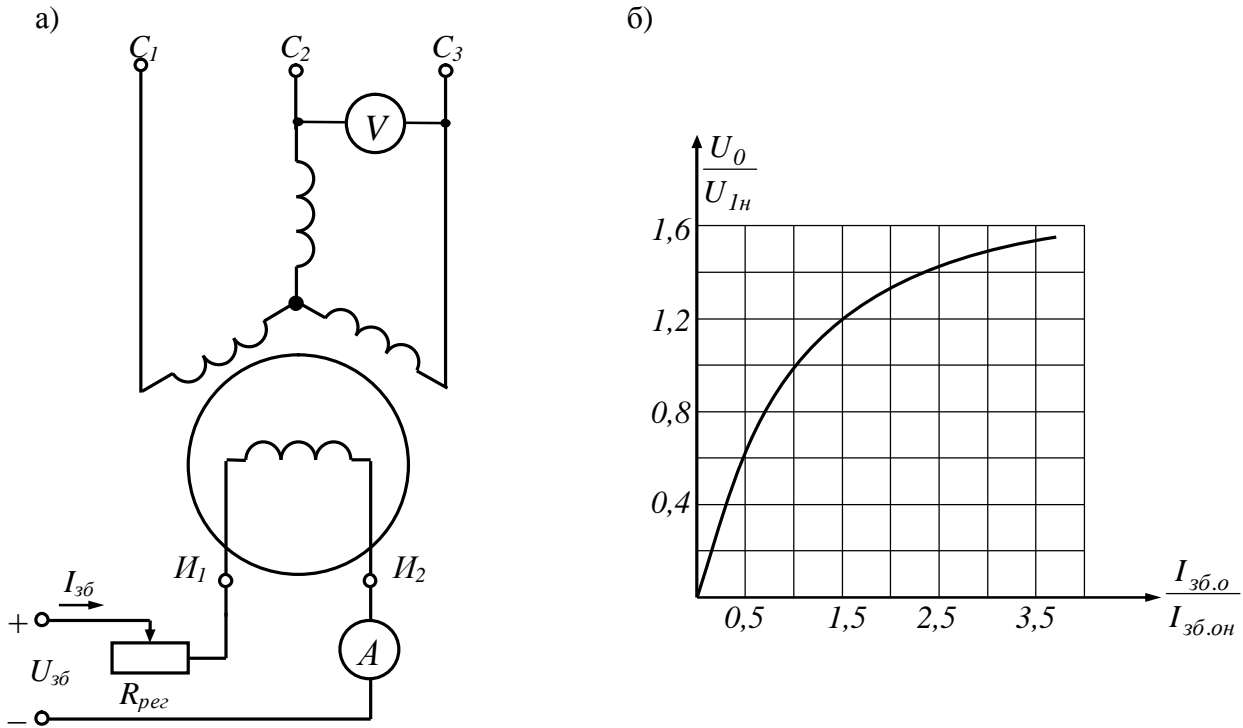 а)
C1 C2 C3
V
И1 И2
Iзб
+
Uзб
Rрег
A
−
б)
U0
U1н
1,6
1,2
0,8
0,4
0,5 1,5 2,5 3,5
Iзб.о
Iзб.он